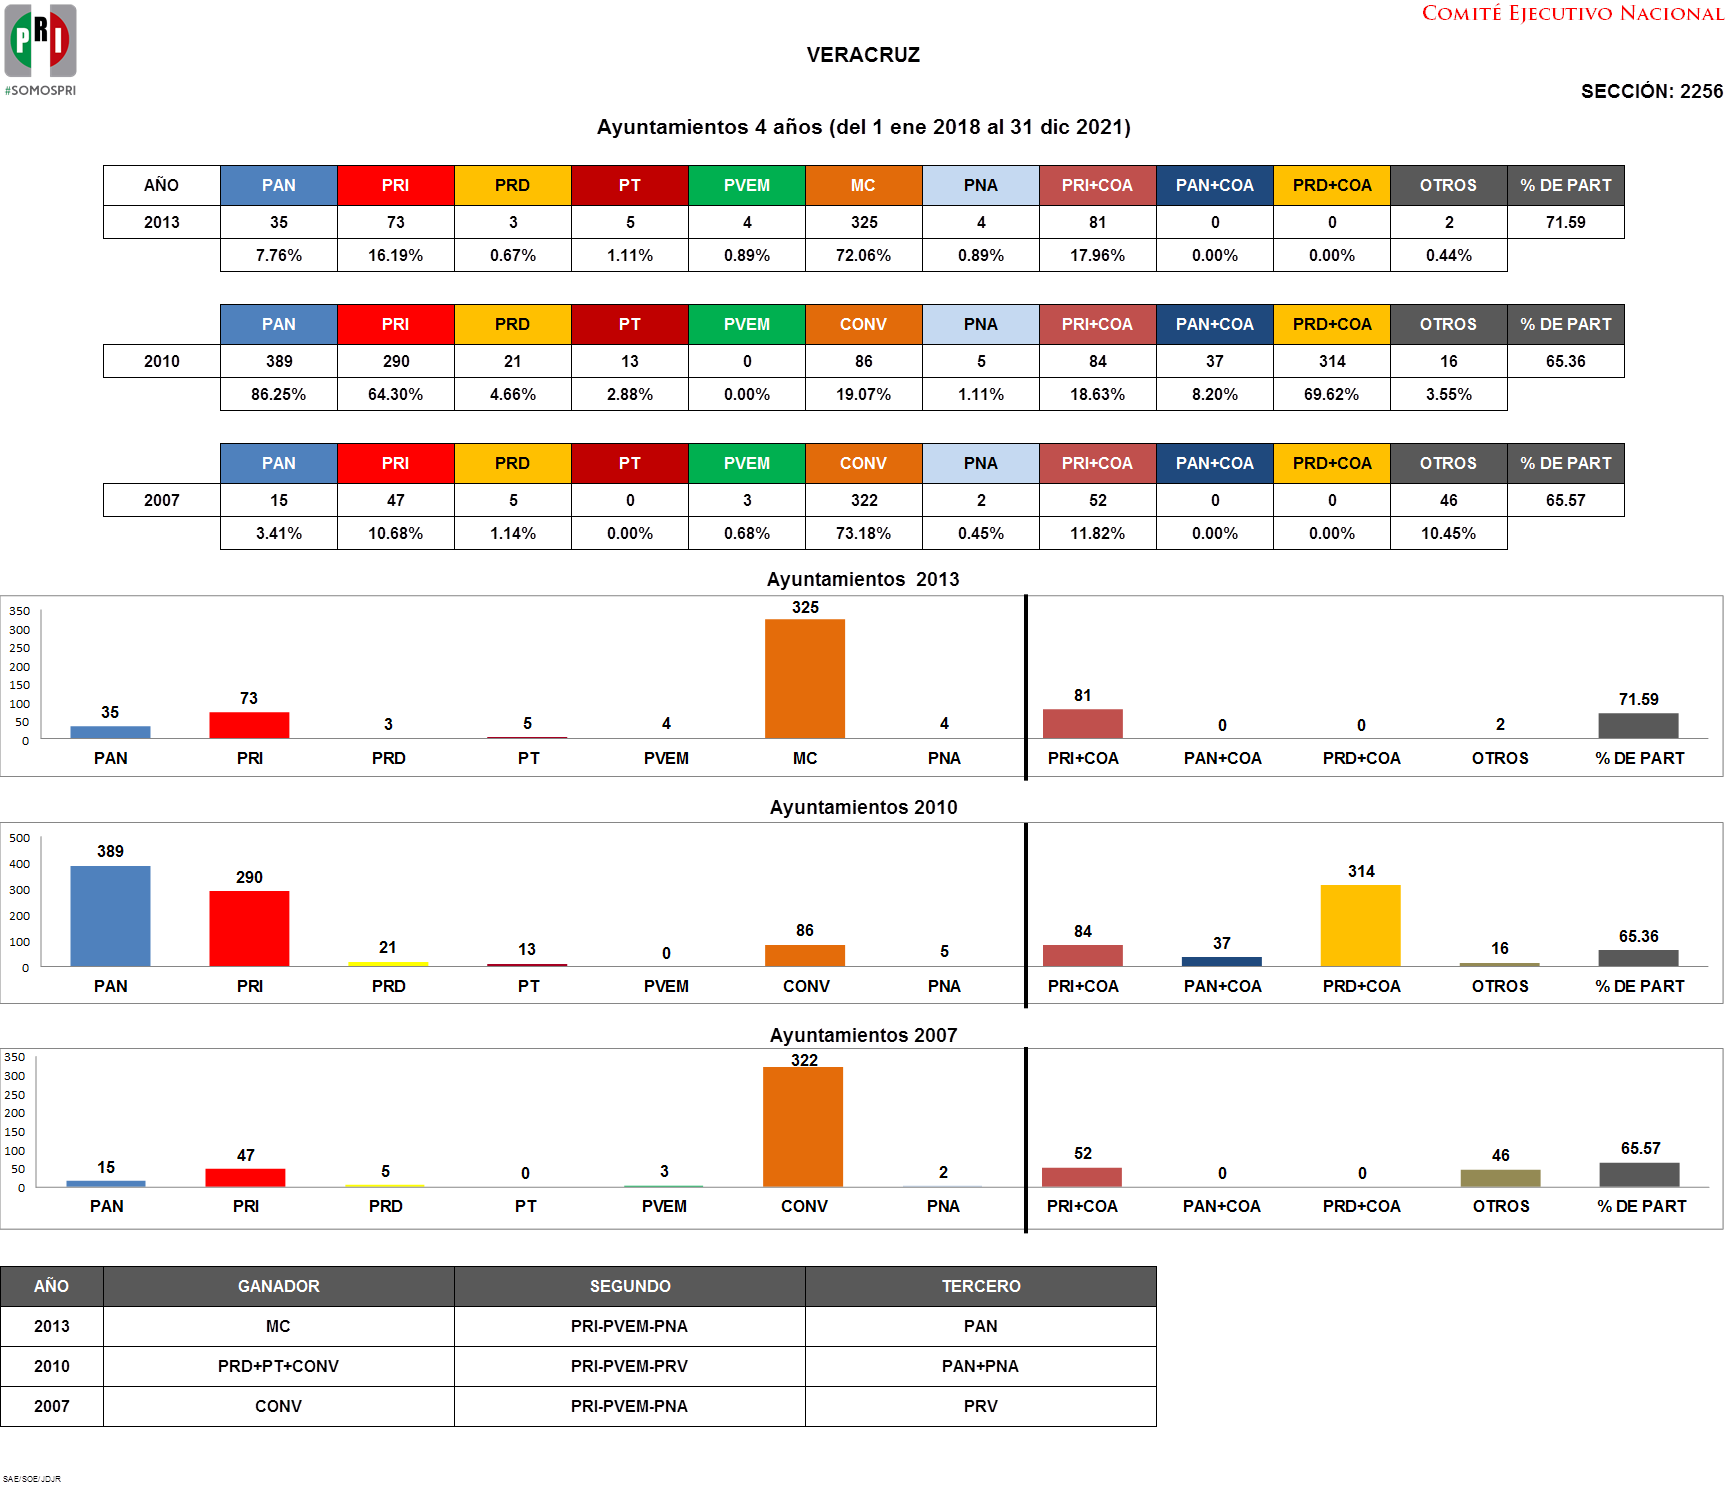 PRI
#SOMOSPRI
COMITÉ EJECUTIVO NACIONAL
VERACRUZ
SECCIÓN: 2256
Ayuntamientos 4 años (del 1 ene 2018 al 31 dic 2021)
AÑO PAN PRI PRD PT PVEM MC PNA PRI+COA PAN+COA PRD+COA OTROS % DE PART
2013 35 73 3 5 4 325 4 81 0 0 2 71.59
7.76% 16.19% 0.67% 1.11% 0.89% 72.06% 0.89% 17.96% 0.00% 0.00% 0.44%
PAN PRI PRD PT PVEM CONV PNA PRI+COA PAN+COA PRD+COA OTROS % DE PART
2010 389 290 21 13 0 86 5 84 37 314 16 65.36
86.25% 64.30% 4.66% 2.88% 0.00% 19.07% 1.11% 18.63% 8.20% 69.62% 3.55%
PAN PRI PRD PT PVEM CONV PNA PRI+COA PAN+COA PRD+COA OTROS % DE PART
2007 15 47 5 0 3 322 2 52 0 0 46 65.57
3.41% 10.68% 1.14% 0.00% 0.68% 73.18% 0.45% 11.82% 0.00% 0.00% 10.45%
Ayuntamientos 2013
350
300
250
200
150
100
50
0
35 73 3 5 4 325 4 81 0 0 2 71.59
PAN PRI PRD PT PVEM MC PNA PRI+COA PAN+COA PRD+COA OTROS % DE PART
Ayuntamientos 2010
500
400
300
200
100
0
389 290 21 13 0 86 5 84 37 314 16 65.36
PAN PRI PRD PT PVEM CONV PNA PRI+COA PAN+COA PRD+COA OTROS % DE PART
Ayuntamientos 2007
350
300
250
200
150
100
50
0
15 47 5 0 3 322 2 52 0 0 46 65.57
PAN PRI PRD PT PVEM CONV PNA PRI+COA PAN+COA PRD+COA OTROS % DE PART
AÑO GANADOR SEGUNDO TERCERO
2013 MC PRI-PVEM-PNA PAN
2010 PRD+PT+CONV PRI-PVEM-PRV PAN+PNA
2007 CONV PRI-PVEM-PNA PRV
SAE/SOE/JDJR